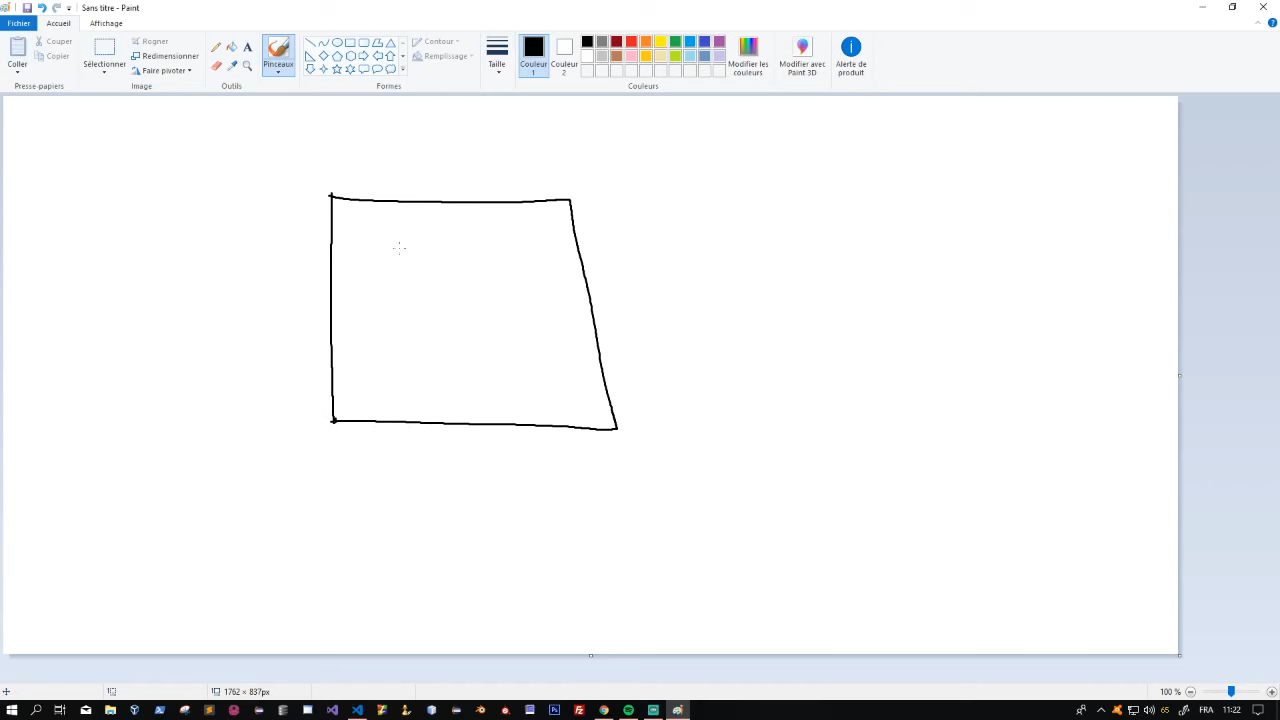 Sans titre - Paint
Fichier Accueil Affichage
Coller
Couper
Copier
Presse-papiers
Sélectionner
Rogner
Redimensionner
Faire pivoter
Image
A
Outils
Pinceaux
Contour
Remplissage
Formes
Taille
Couleur 1
Couleur 2
Modifier les couleurs
Couleurs
Modifier avec Paint 3D
Alerte de produit
1762 × 837px
100 %
65
FRA
11:22